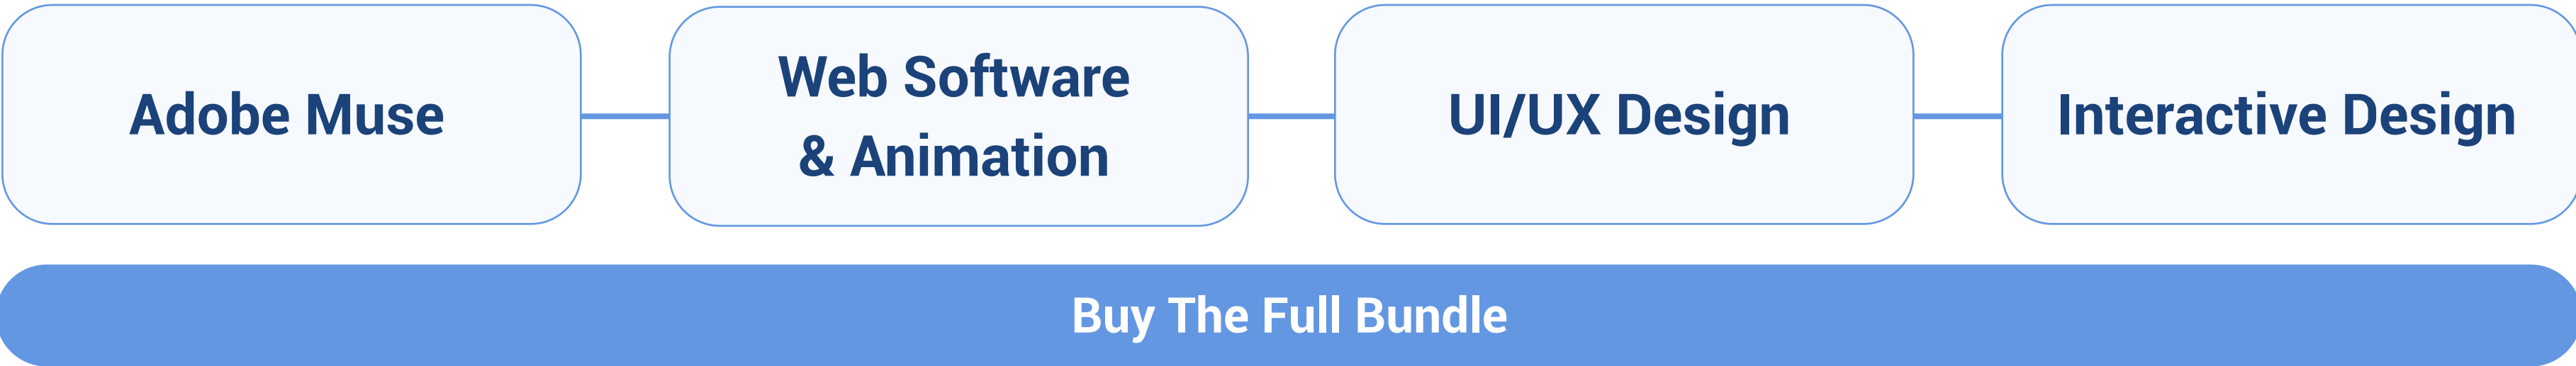 Adobe Muse
Web Software
& Animation
UI/UX Design
Interactive Design
Buy The Full Bundle